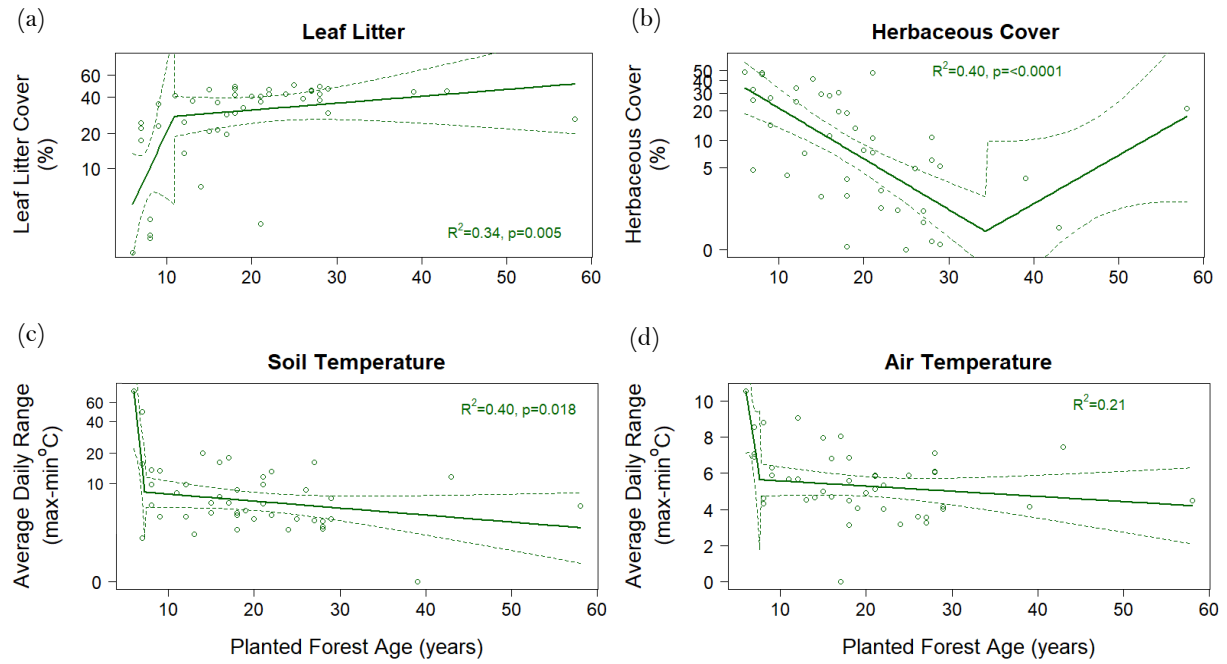 (a)
Leaf Litter
Leaf Litter Cover
(%)
60
40
20
10
R²=0.34, p=0.005
10 20 30 40 50 60
(b)
Herbaceous Cover
Herbaceous Cover
(%)
50
40
30
20
10
5
0
R²=0.40, p=<0.0001
10 20 30 40 50 60
(c)
Soil Temperature
Average Daily Range
(max-min°C)
60
40
20
10
0
R²=0.40, p=0.018
10 20 30 40 50 60
Planted Forest Age (years)
(d)
Air Temperature
Average Daily Range
(max-min°C)
10
8
6
4
2
0
R²=0.21
10 20 30 40 50 60
Planted Forest Age (years)